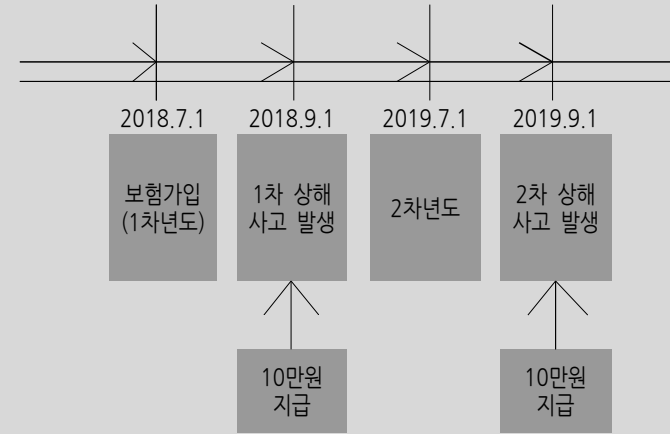 2018.7.1
2018.9.1
2019.7.1
2019.9.1
보험가입
(1차년도)
1차 상해
사고 발생
2차년도
2차 상해
사고 발생
10만원
지급
10만원
지급